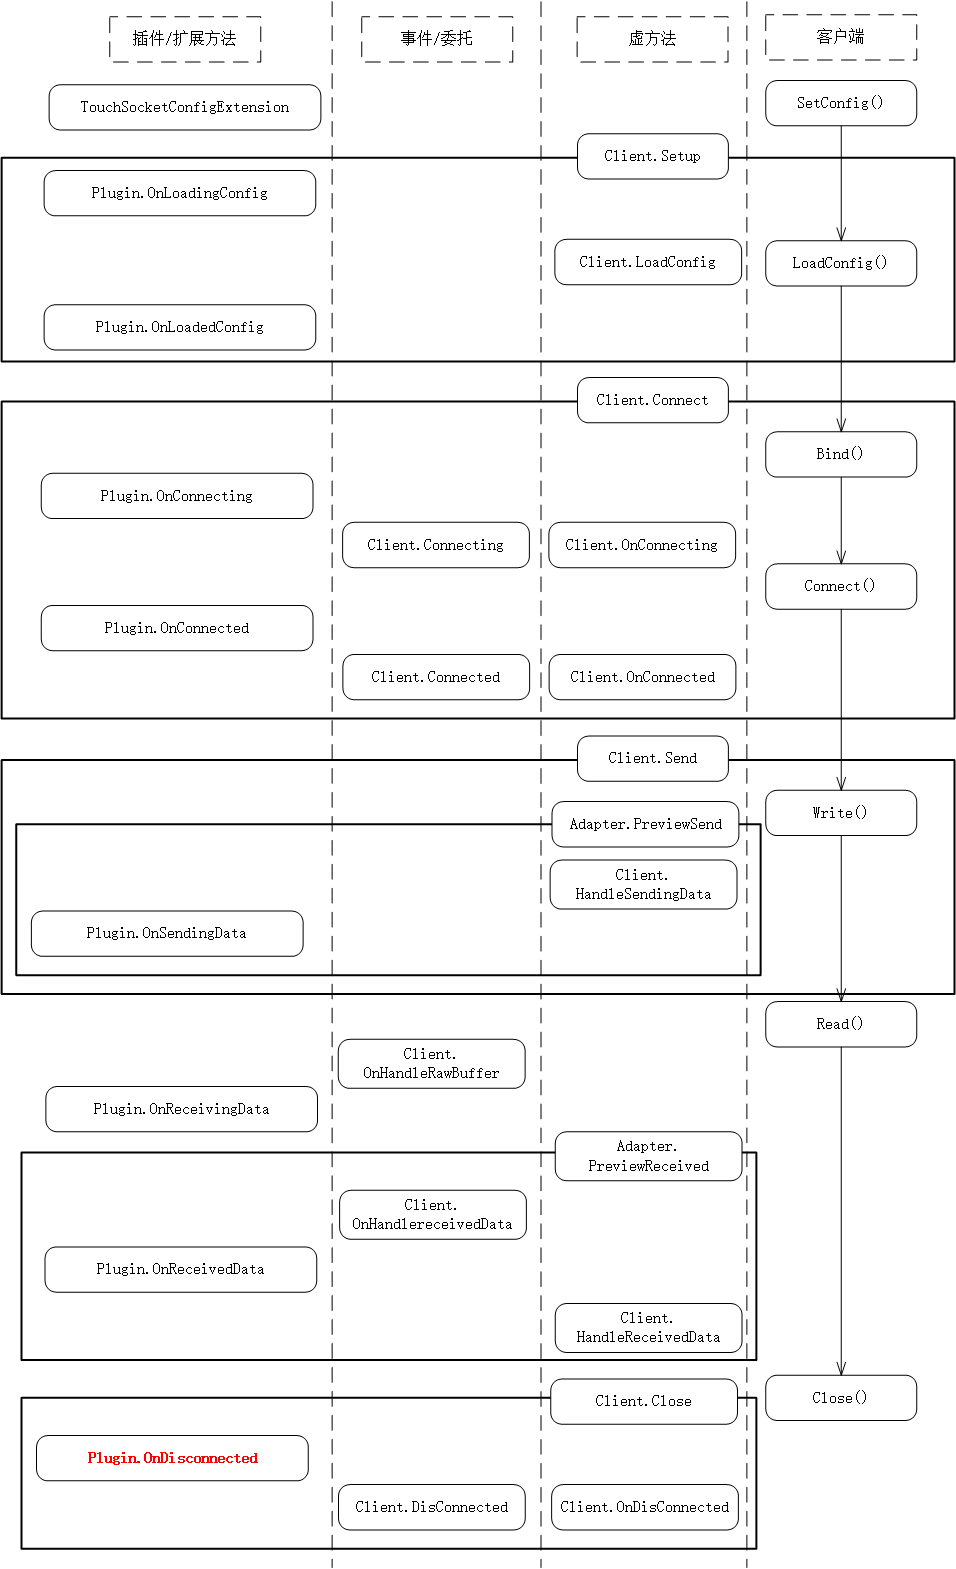 插件/扩展方法
事件/委托
虚方法
客户端
TouchSocketConfigExtension
SetConfig()
Client.Setup
Plugin.OnLoadingConfig
Client.LoadConfig
LoadConfig()
Plugin.OnLoadedConfig
Client.Connect
Bind()
Plugin.OnConnecting
Client.Connecting
Client.OnConnecting
Connect()
Plugin.OnConnected
Client.Connected
Client.OnConnected
Client.Send
Write()
Adapter.PreviewSend
Client.
HandleSendingData
Plugin.OnSendingData
Read()
Client.
OnHandleRawBuffer
Plugin.OnReceivingData
Adapter.
PreviewReceived
Client.
OnHandlereceivedData
Plugin.OnReceivedData
Client.
HandleReceivedData
Close()
Client.Close
Plugin.OnDisconnected
Client.DisConnected
Client.OnDisConnected